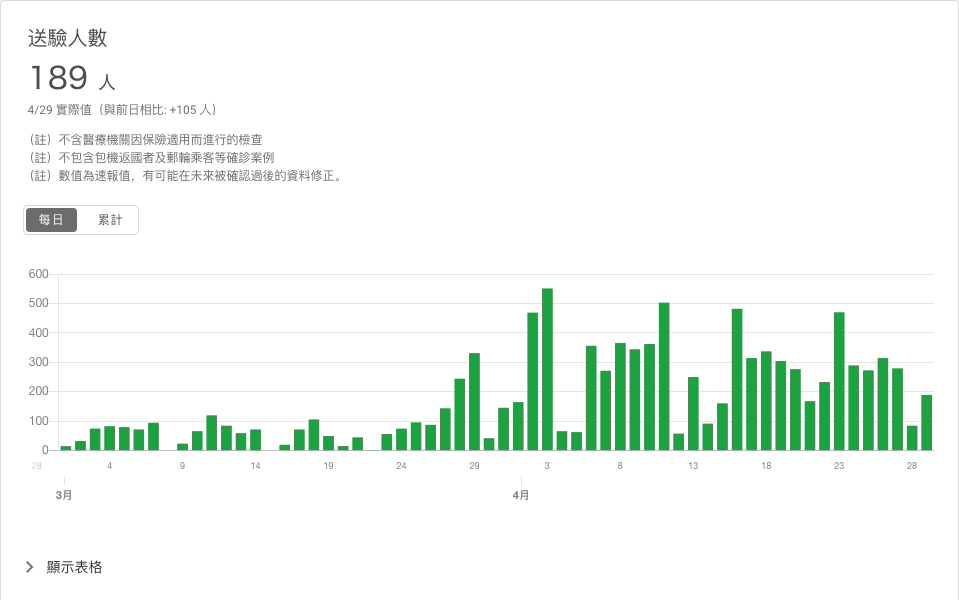 送驗人數
189 人
4/29 實際值（與前日相比: +105 人）
（註）不含醫療機關因保險適用而進行的檢查
（註）不包含包機返國者及郵輪乘客等確診案例
（註）數值為速報值，有可能在未來被確認過後的資料修正。
每日 累計
600
500
400
300
200
100
0
28 4 9 14 19 24 29 3 8 13 18 23 28
3月 4月
顯示表格